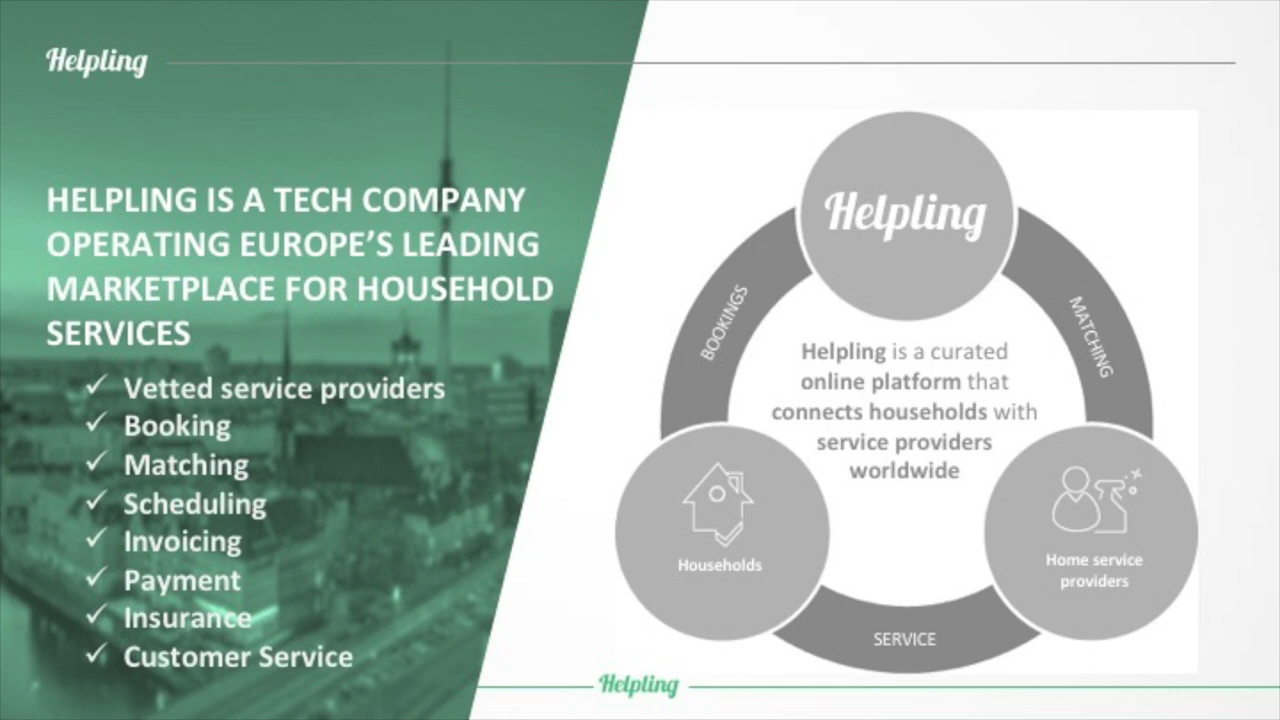 Helpling
HELPLING IS A TECH COMPANY
OPERATING EUROPE’S LEADING
MARKETPLACE FOR HOUSEHOLD
SERVICES
✓ Vetted service providers
✓ Booking
✓ Matching
✓ Scheduling
✓ Invoicing
✓ Payment
✓ Insurance
✓ Customer Service
Helpling
BOOKINGS
MATCHING
Helpling is a curated
online platform that
connects households with
service providers
worldwide
Households
Home service
providers
SERVICE
Helpling